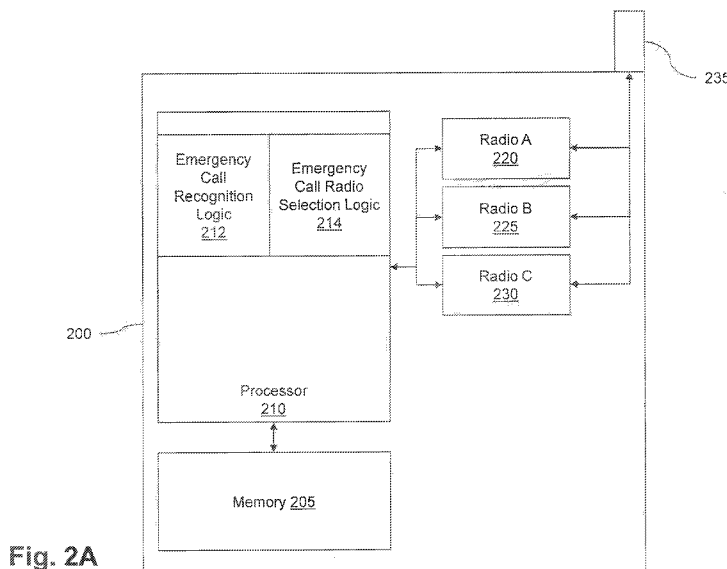 235
Emergency
Call
Recognition
Logic
212
Emergency
Call Radio
Selection Logic
214
Radio A
220
Radio B
225
Radio C
230
200
Processor
210
Memory 205
Fig. 2A